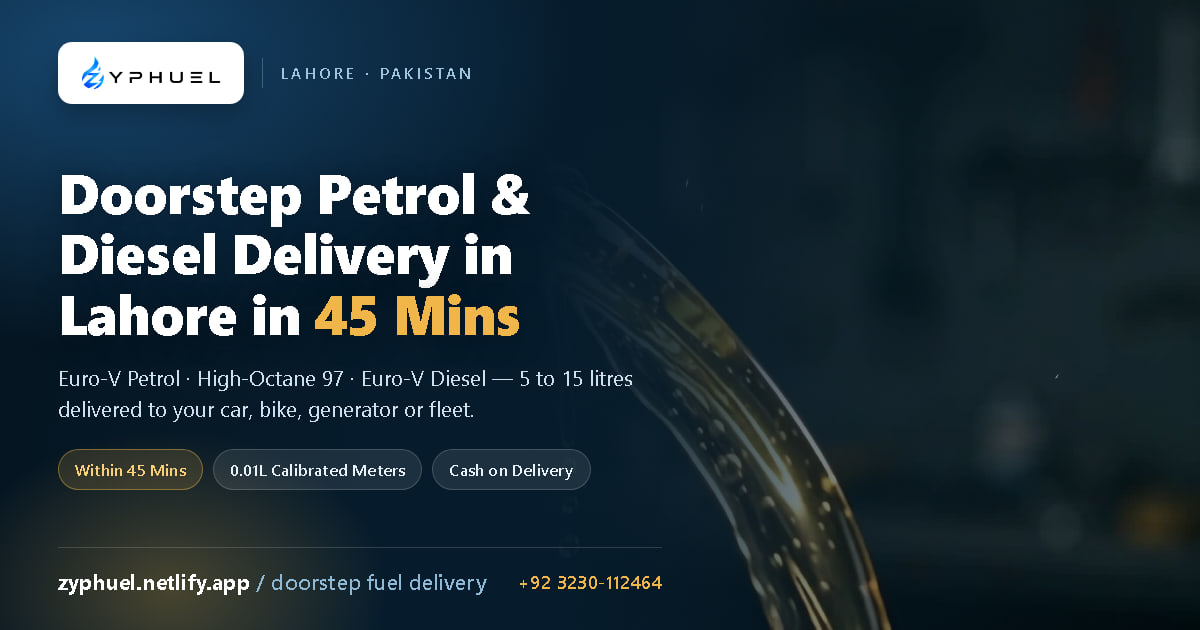 ZYPHUEL
LAHORE · PAKISTAN
Doorstep Petrol &
Diesel Delivery in
Lahore in 45 Mins
Euro-V Petrol · High-Octane 97 · Euro-V Diesel — 5 to 15 litres
delivered to your car, bike, generator or fleet.
Within 45 Mins
0.01L Calibrated Meters
Cash on Delivery
zyphuel.netlify.app / doorstep fuel delivery
+92 3230-112464